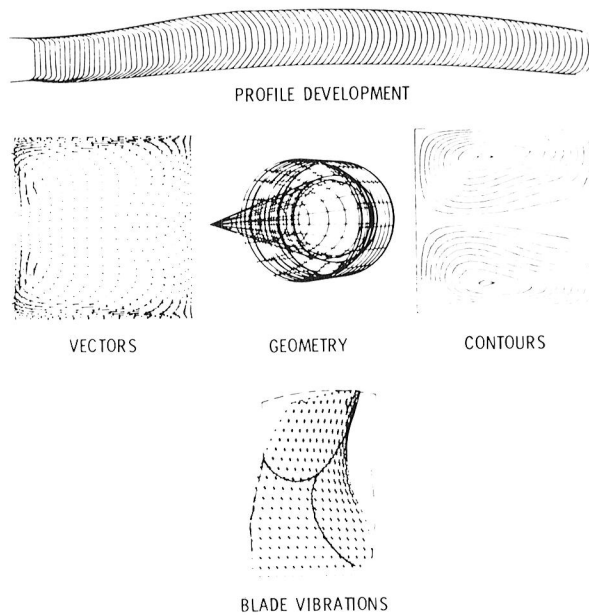 PROFILE DEVELOPMENT
VECTORS
GEOMETRY
CONTOURS
BLADE VIBRATIONS